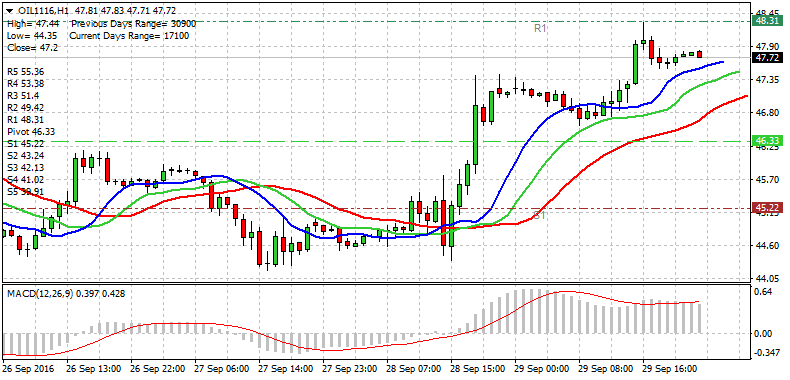 OIL1116,H1 47.81 47.83 47.71 47.72
High= 47.44 Previous Days Range= 30900
Low= 44.35 Current Days Range= 17100
Close= 47.2
R5 55.36
R4 53.38
R3 51.4
R2 49.42
R1 48.31
Pivot 46.33
S1 45.22
S2 43.24
S3 42.13
S4 41.02
S5 38.91
R1
S1
48.45
48.31
47.90
47.72
47.35
46.80
46.33
46.25
45.70
45.22
45.15
44.60
44.05
MACD(12,26,9) 0.397 0.428
0.64
0.00
-0.347
26 Sep 2016
26 Sep 13:00
26 Sep 22:00
27 Sep 06:00
27 Sep 14:00
27 Sep 23:00
28 Sep 07:00
28 Sep 15:00
29 Sep 00:00
29 Sep 08:00
29 Sep 16:00